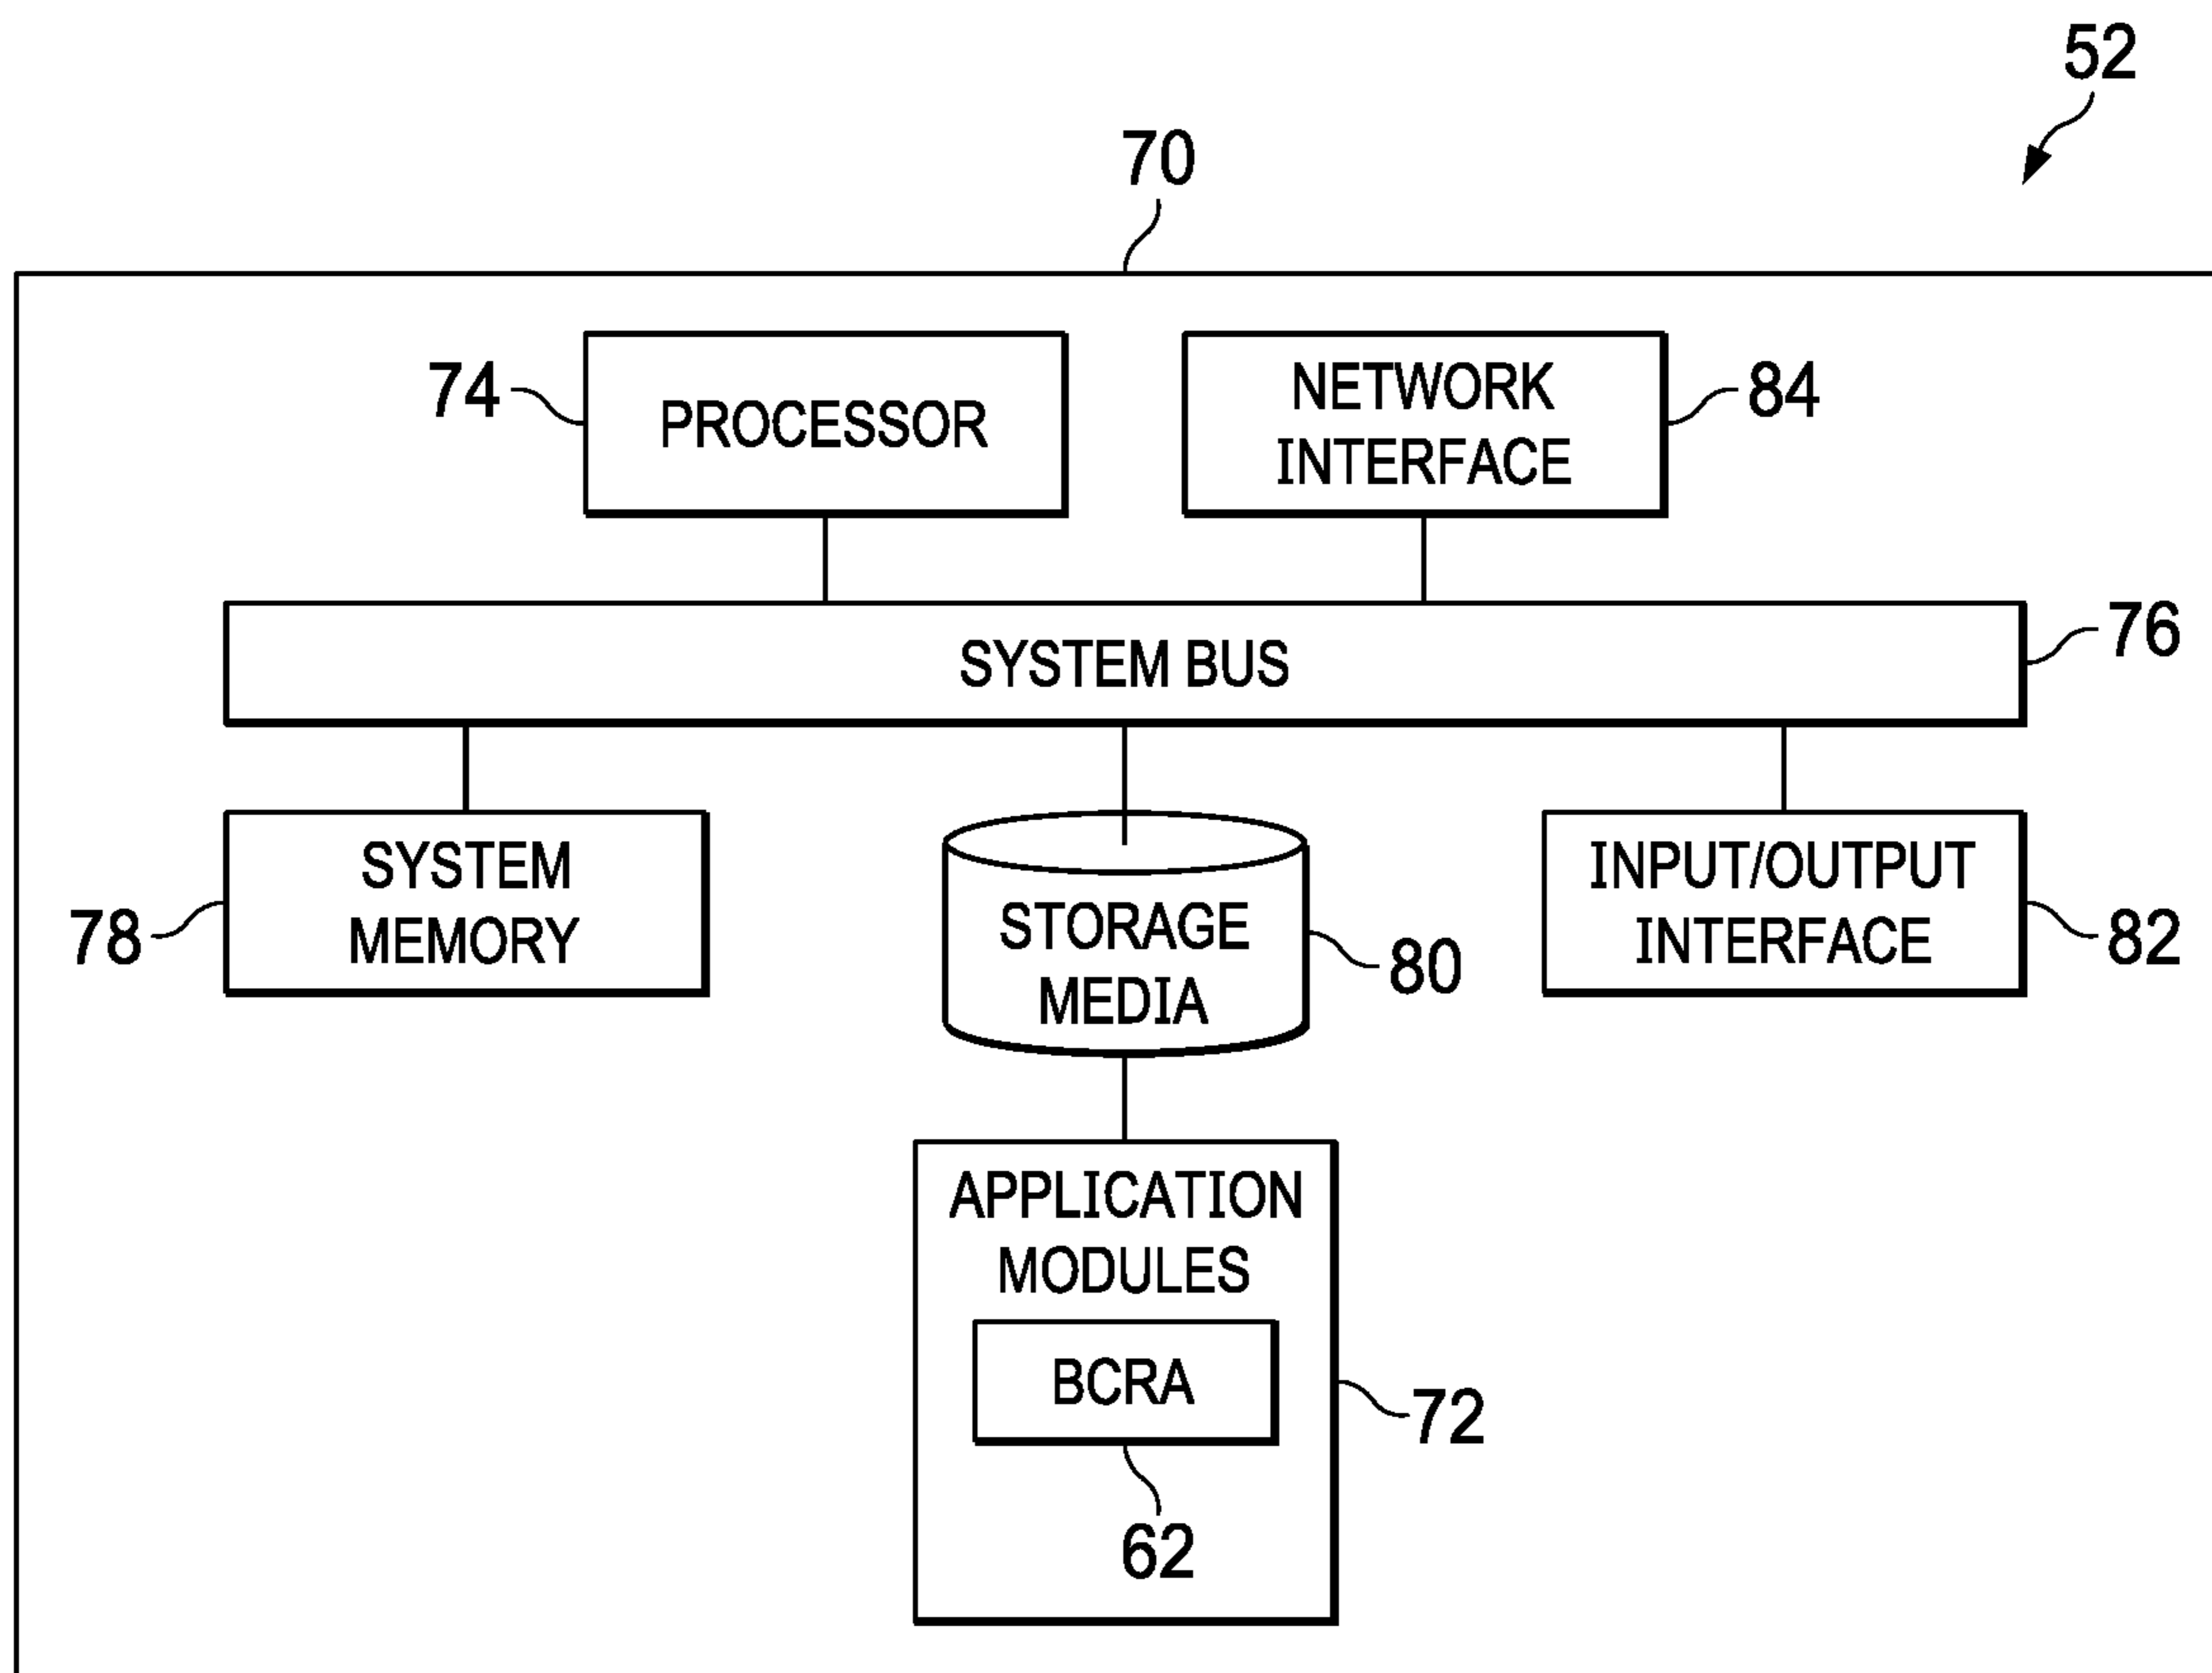 52
70
74
PROCESSOR
NETWORK
INTERFACE
84
SYSTEM BUS
76
SYSTEM
MEMORY
78
STORAGE
MEDIA
80
INPUT/OUTPUT
INTERFACE
82
APPLICATION
MODULES
BCRA
72
62